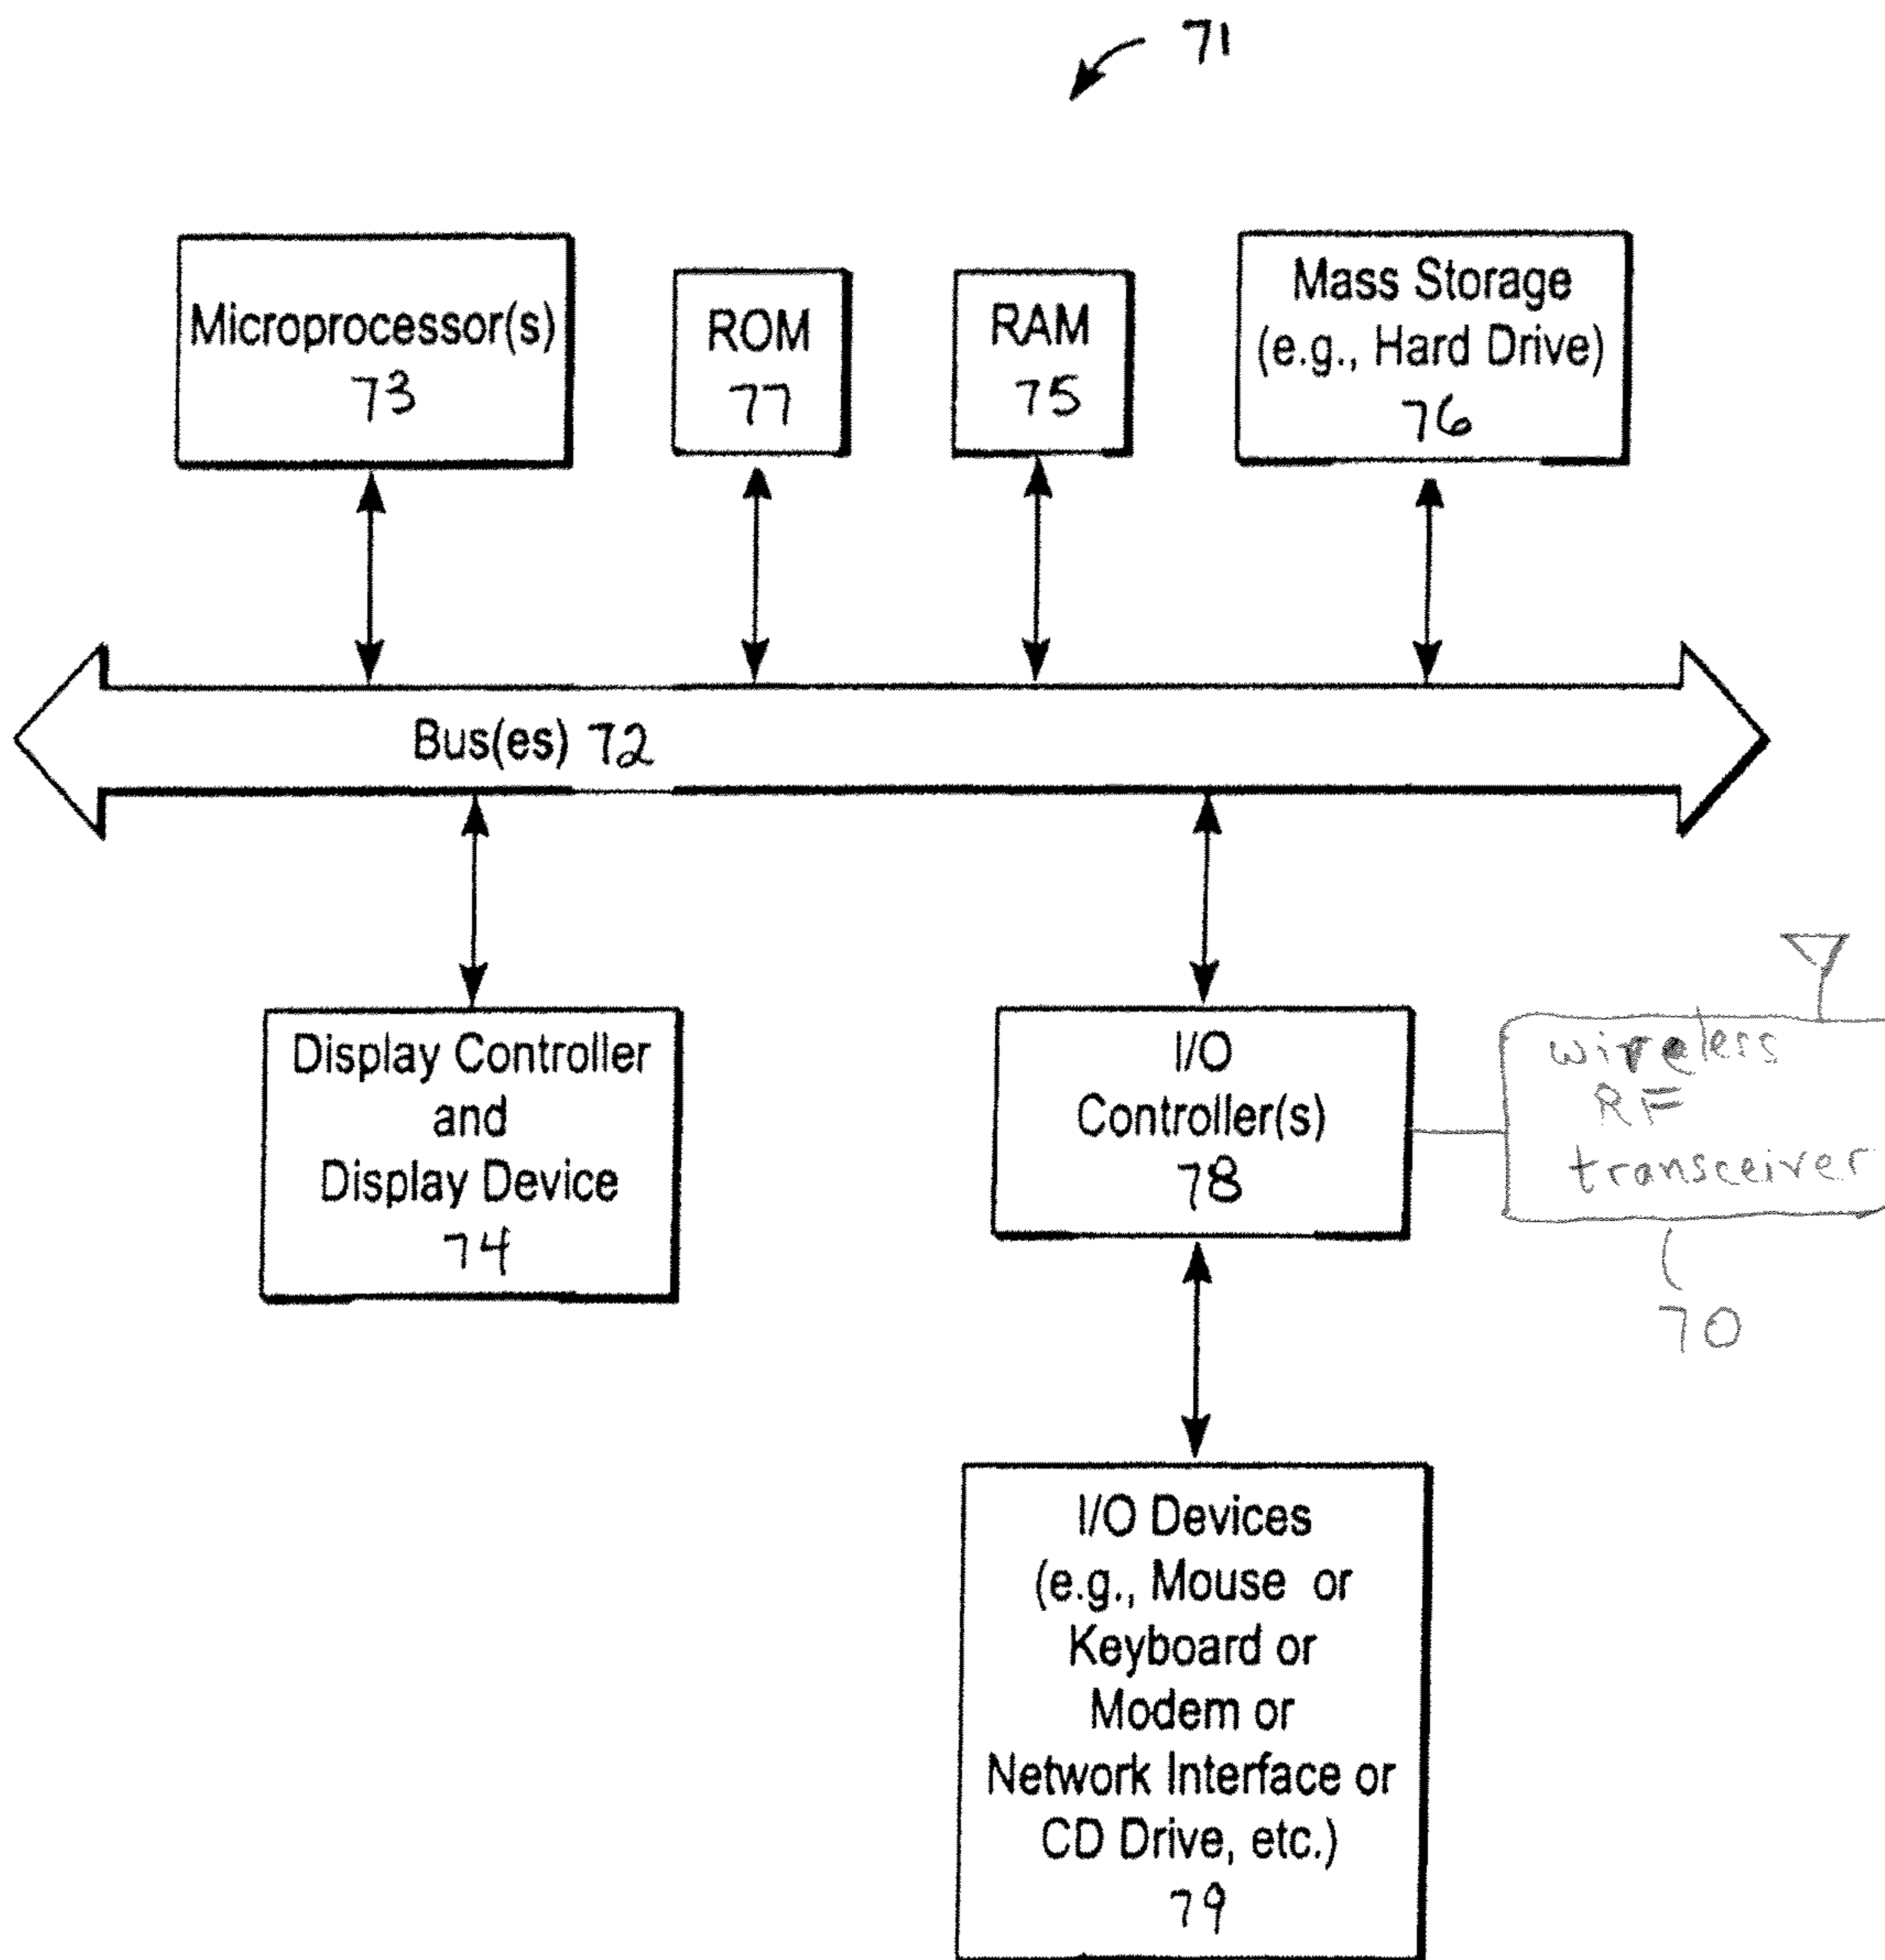 71
Microprocessor(s)
73
ROM
77
RAM
75
Mass Storage
(e.g., Hard Drive)
76
Bus(es) 72
Display Controller
and
Display Device
74
I/O
Controller(s)
78
wireless
RF
transceiver
70
I/O Devices
(e.g., Mouse or
Keyboard or
Modem or
Network Interface or
CD Drive, etc.)
79